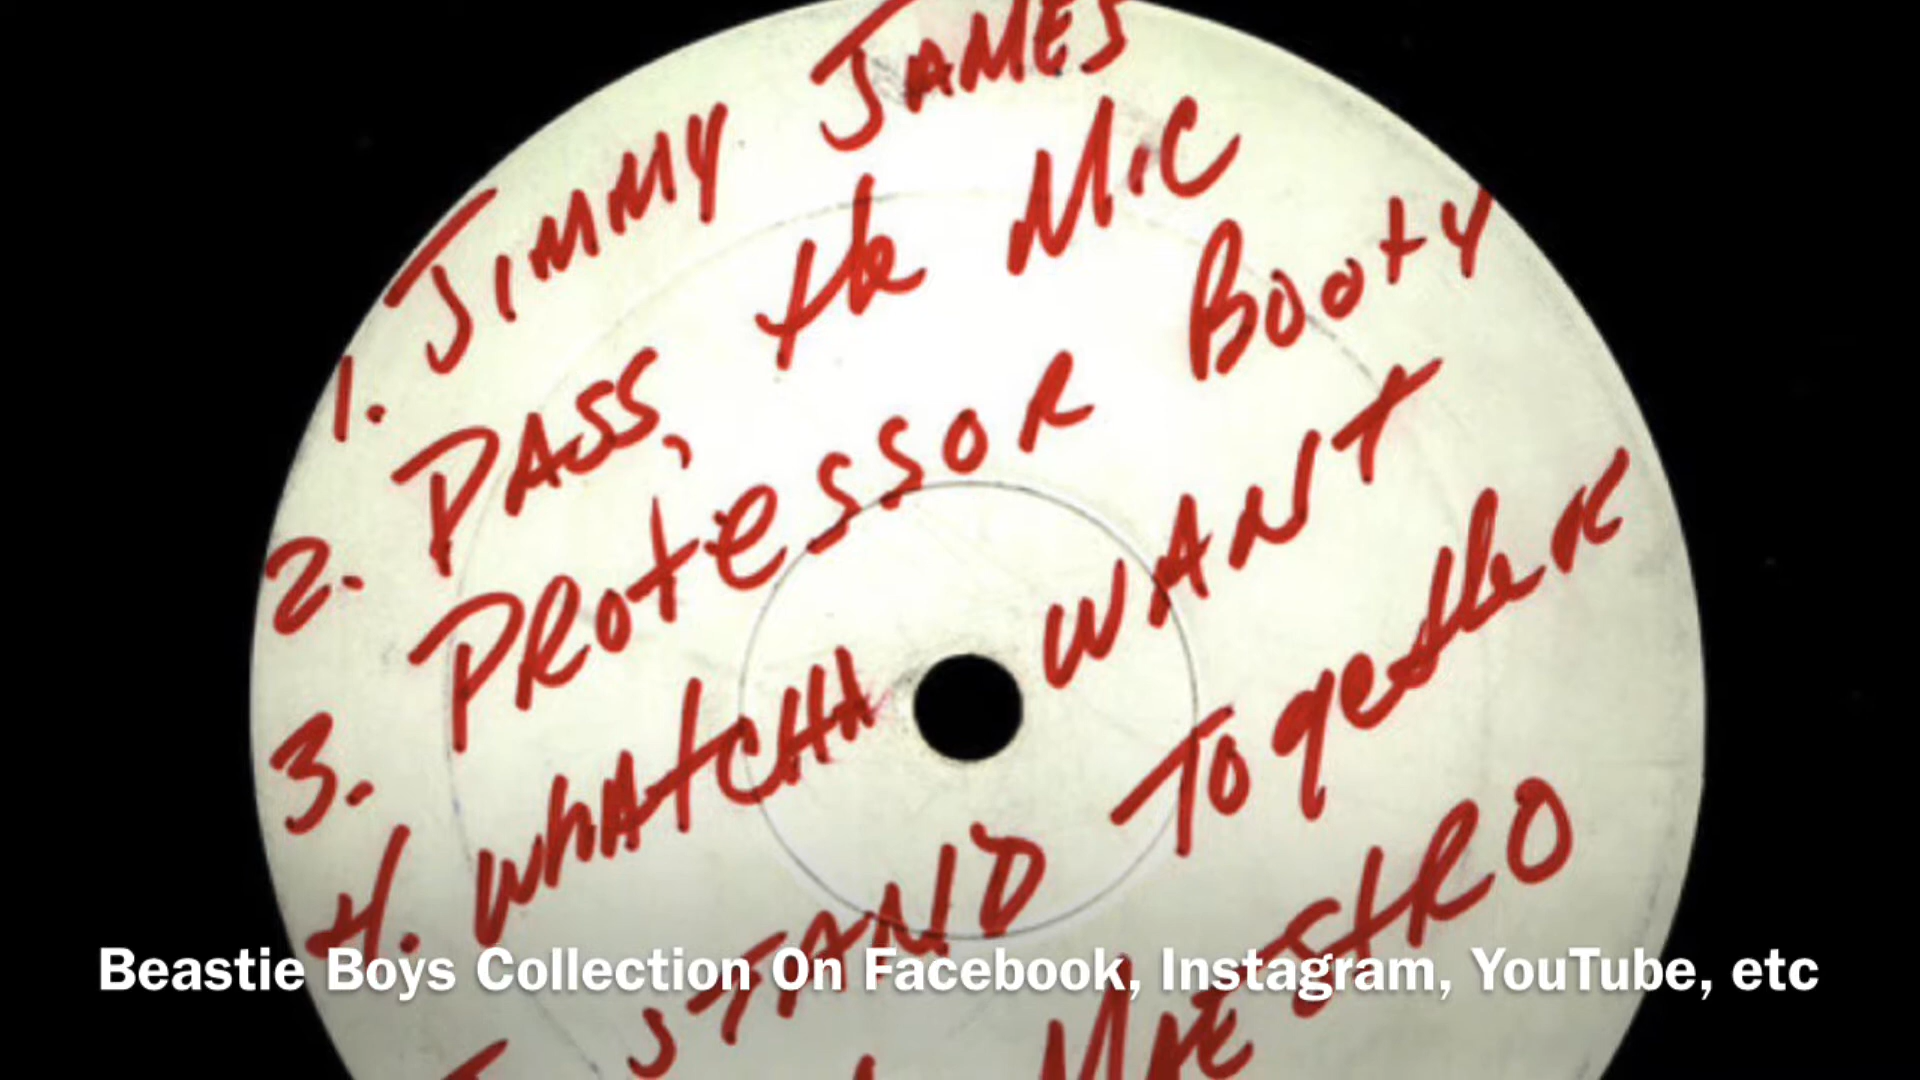 1. JIMMY JAMES
2. PASS, the MIC
3. PROfeSSOR BOOty
4. WhAtCHA WANT
STAND Together
MAEStRO
Beastie Boys Collection On Facebook, Instagram, YouTube, etc